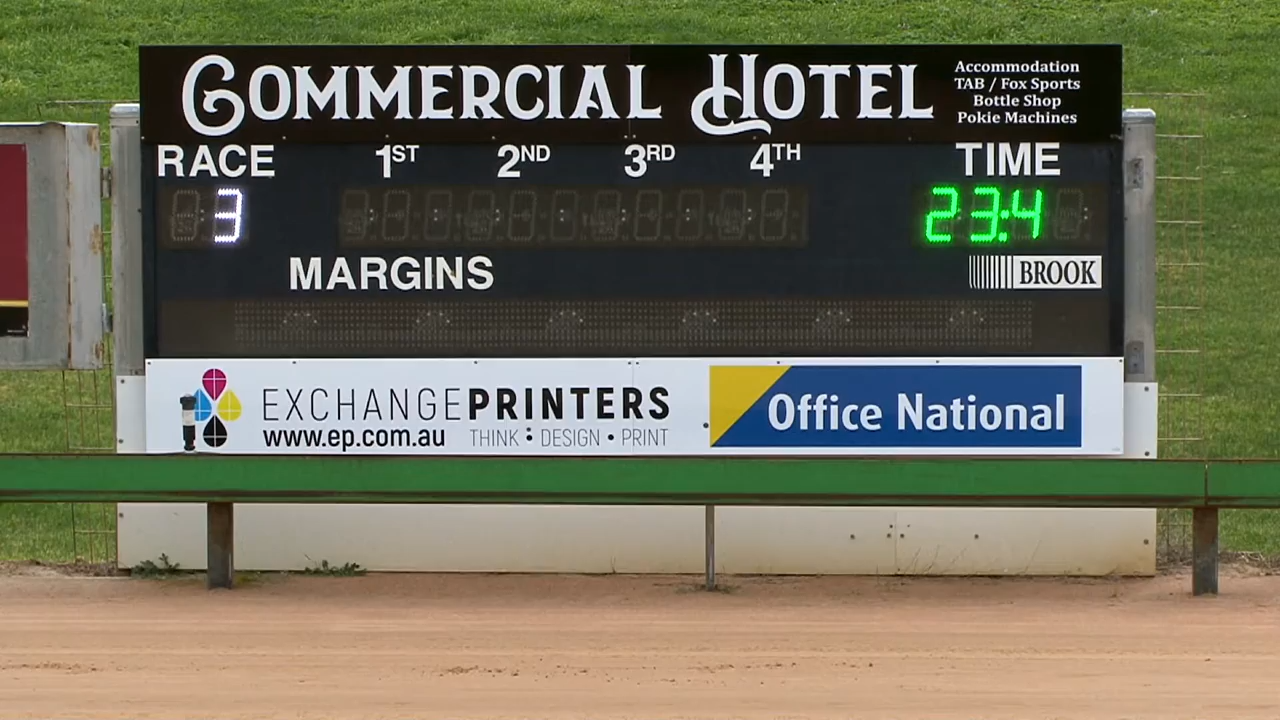 COMMERCIAL HOTEL
Accommodation
TAB / Fox Sports
Bottle Shop
Pokie Machines
RACE 1ST 2ND 3RD 4TH TIME
3 23:4
MARGINS BROOK
EXCHANGEPRINTERS
www.ep.com.au THINK • DESIGN • PRINT
Office National